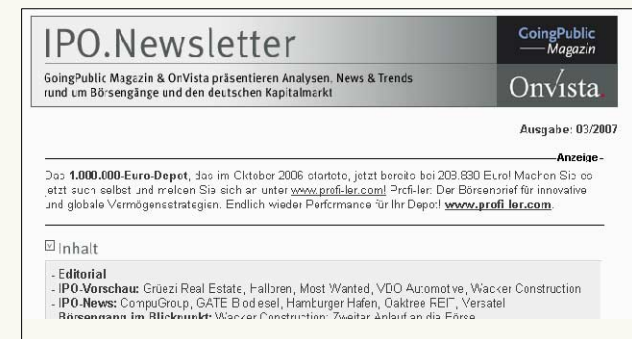 IPO.Newsletter
GoingPublic
Magazin
GoingPublic Magazin & OnVista präsentieren Analysen, News & Trends
rund um Börsengänge und den deutschen Kapitalmarkt
Onvista
Ausgabe: 03/2007
Anzeige
Das 1.000.000-Euro-Depot, das im Oktober 2006 startete, jetzt bereits bei 203.830 Euro! Machen Sie es
jetzt auch selbst und melden Sie sich an unter www.profi-ler.com! Profi-ler: Der Börsenbrief für innovative
und globale Vermögensstrategien. Endlich wieder Performance für Ihr Depot! www.profi-ler.com.
Inhalt
- Editorial
- IPO-Vorschau: Grüezi Real Estate, Halloren, Most Wanted, VDO Automotive, Wacker Construction
- IPO-News: CompuGroup, GATE Biodiesel, Hamburger Hafen, Oaktree REIT, Versatel
- Börsengang im Blickpunkt: Wacker Construction: Zweiter Anlauf an die Börse